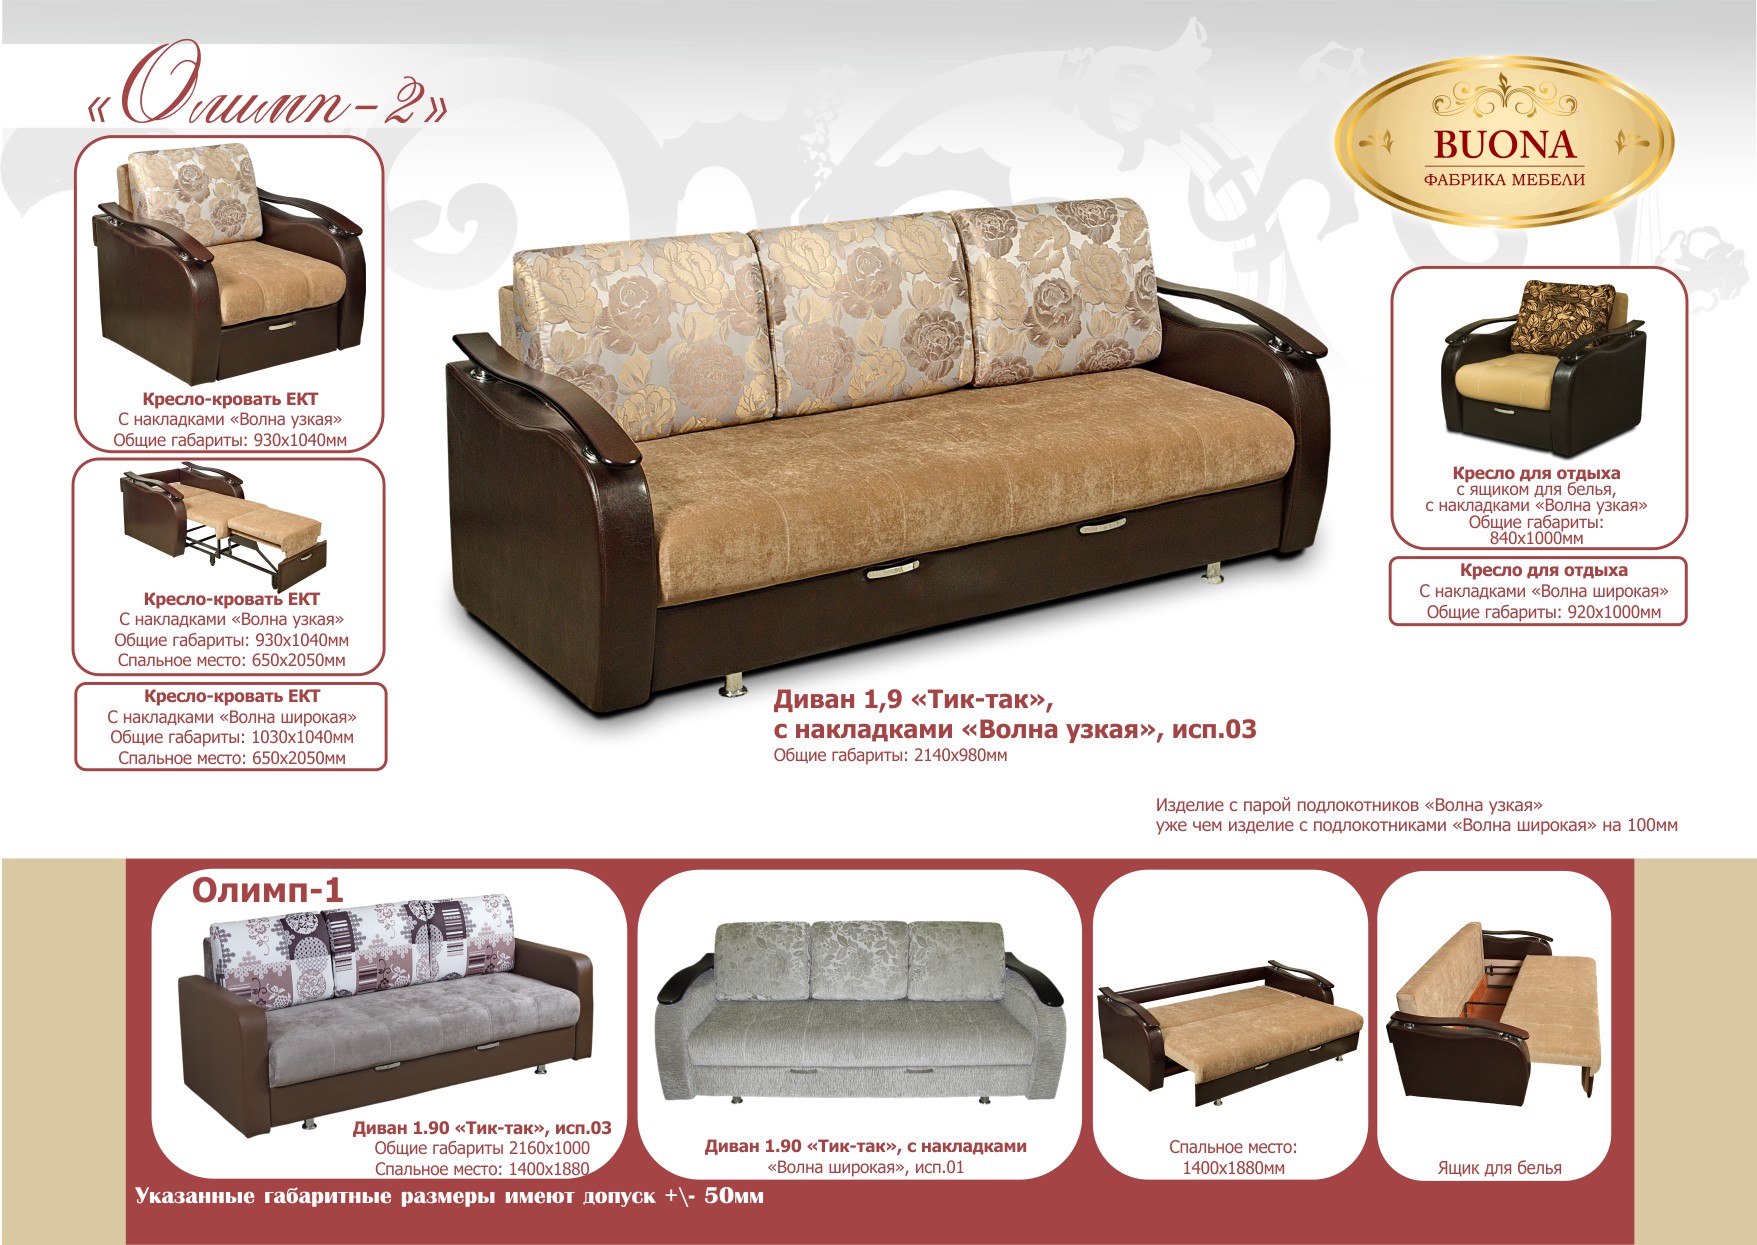 «Олимп-2»
BUONA
ФАБРИКА МЕБЕЛИ
Кресло-кровать ЕКТ
С накладками «Волна узкая»
Общие габариты: 930х1040мм
Кресло-кровать ЕКТ
С накладками «Волна узкая»
Общие габариты: 930х1040мм
Спальное место: 650х2050мм
Кресло-кровать ЕКТ
С накладками «Волна широкая»
Общие габариты: 1030х1040мм
Спальное место: 650х2050мм
Диван 1,9 «Тик-так»,
с накладками «Волна узкая», исп.03
Общие габариты: 2140х980мм
Кресло для отдыха
с ящиком для белья,
с накладками «Волна узкая»
Общие габариты:
840х1000мм
Кресло для отдыха
С накладками «Волна широкая»
Общие габариты: 920х1000мм
Изделие с парой подлокотников «Волна узкая»
уже чем изделие с подлокотниками «Волна широкая» на 100мм
Олимп-1
Диван 1.90 «Тик-так», исп.03
Общие габариты 2160х1000
Спальное место: 1400х1880
Диван 1.90 «Тик-так», с накладками
«Волна широкая», исп.01
Спальное место:
1400х1880мм
Ящик для белья
Указанные габаритные размеры имеют допуск +\- 50мм